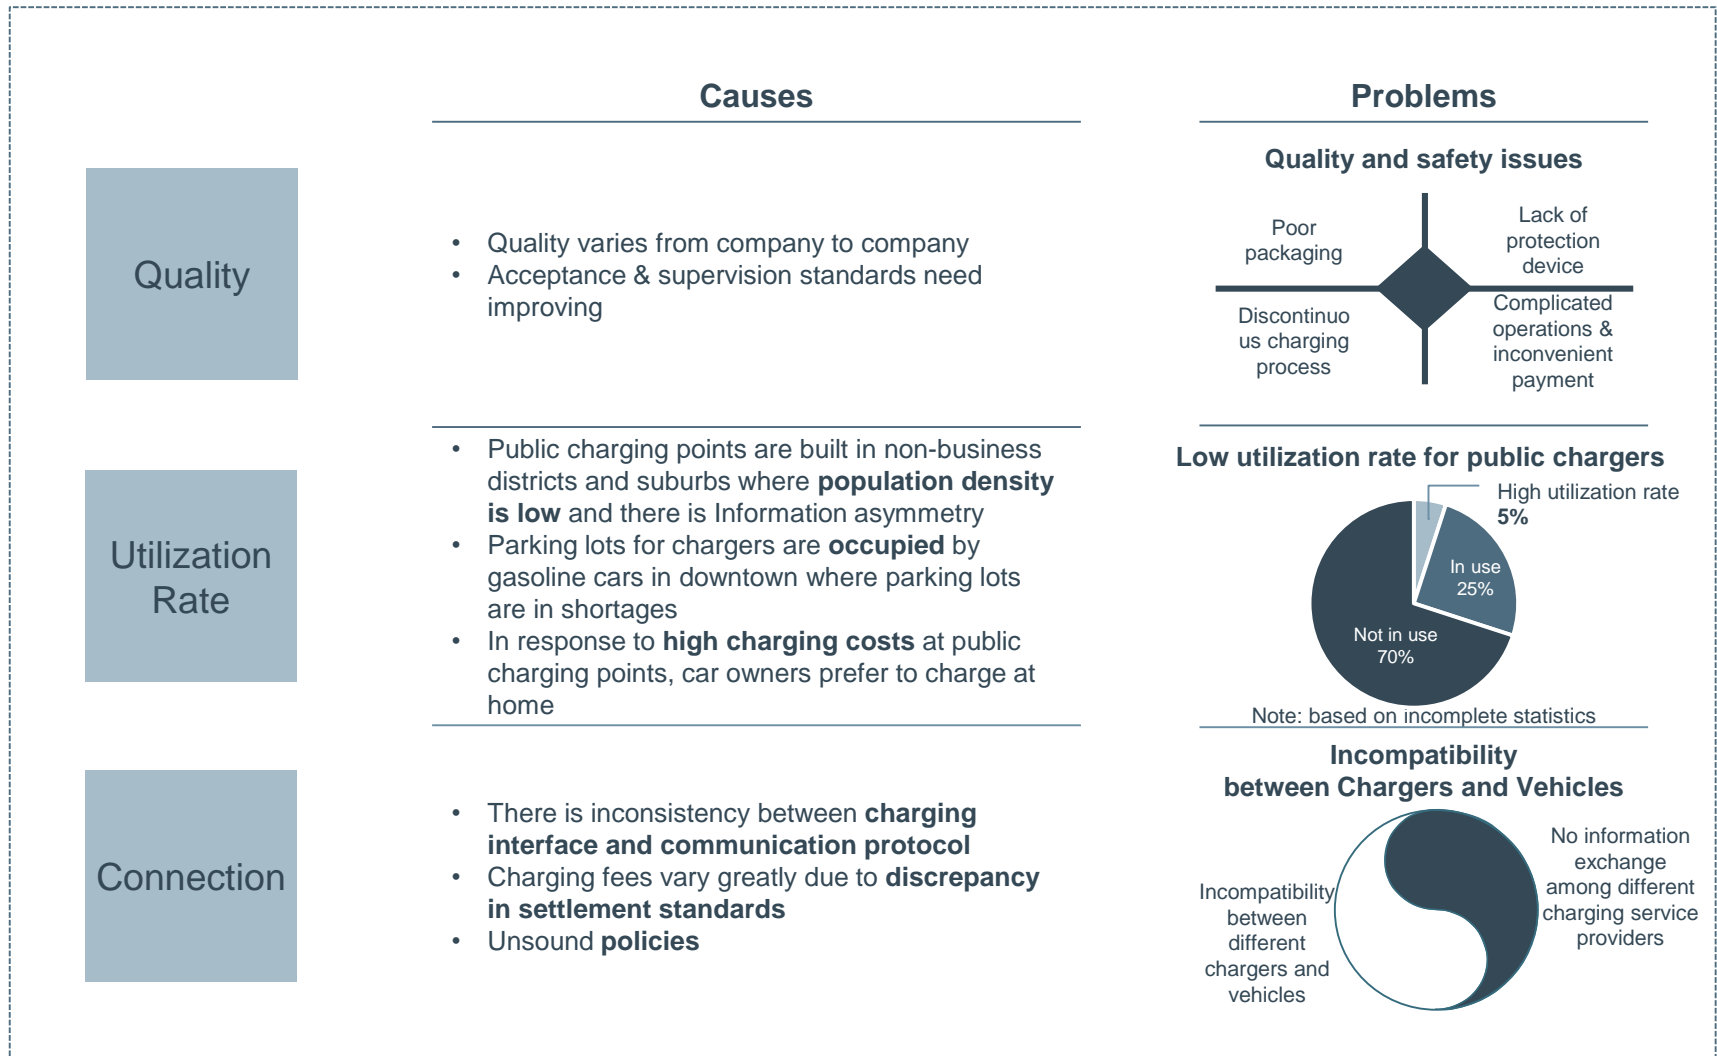 Causes
Problems
Quality
• Quality varies from company to company
• Acceptance & supervision standards need
improving
Quality and safety issues
Poor
packaging
Lack of
protection
device
Discontinuo
us charging
process
Complicated
operations &
inconvenient
payment
Utilization
Rate
• Public charging points are built in non-business
districts and suburbs where population density
is low and there is Information asymmetry
• Parking lots for chargers are occupied by
gasoline cars in downtown where parking lots
are in shortages
• In response to high charging costs at public
charging points, car owners prefer to charge at
home
Low utilization rate for public chargers
High utilization rate
5%
In use
25%
Not in use
70%
Note: based on incomplete statistics
Connection
• There is inconsistency between charging
interface and communication protocol
• Charging fees vary greatly due to discrepancy
in settlement standards
• Unsound policies
Incompatibility
between Chargers and Vehicles
Incompatibility
between
different
chargers and
vehicles
No information
exchange
among different
charging service
providers